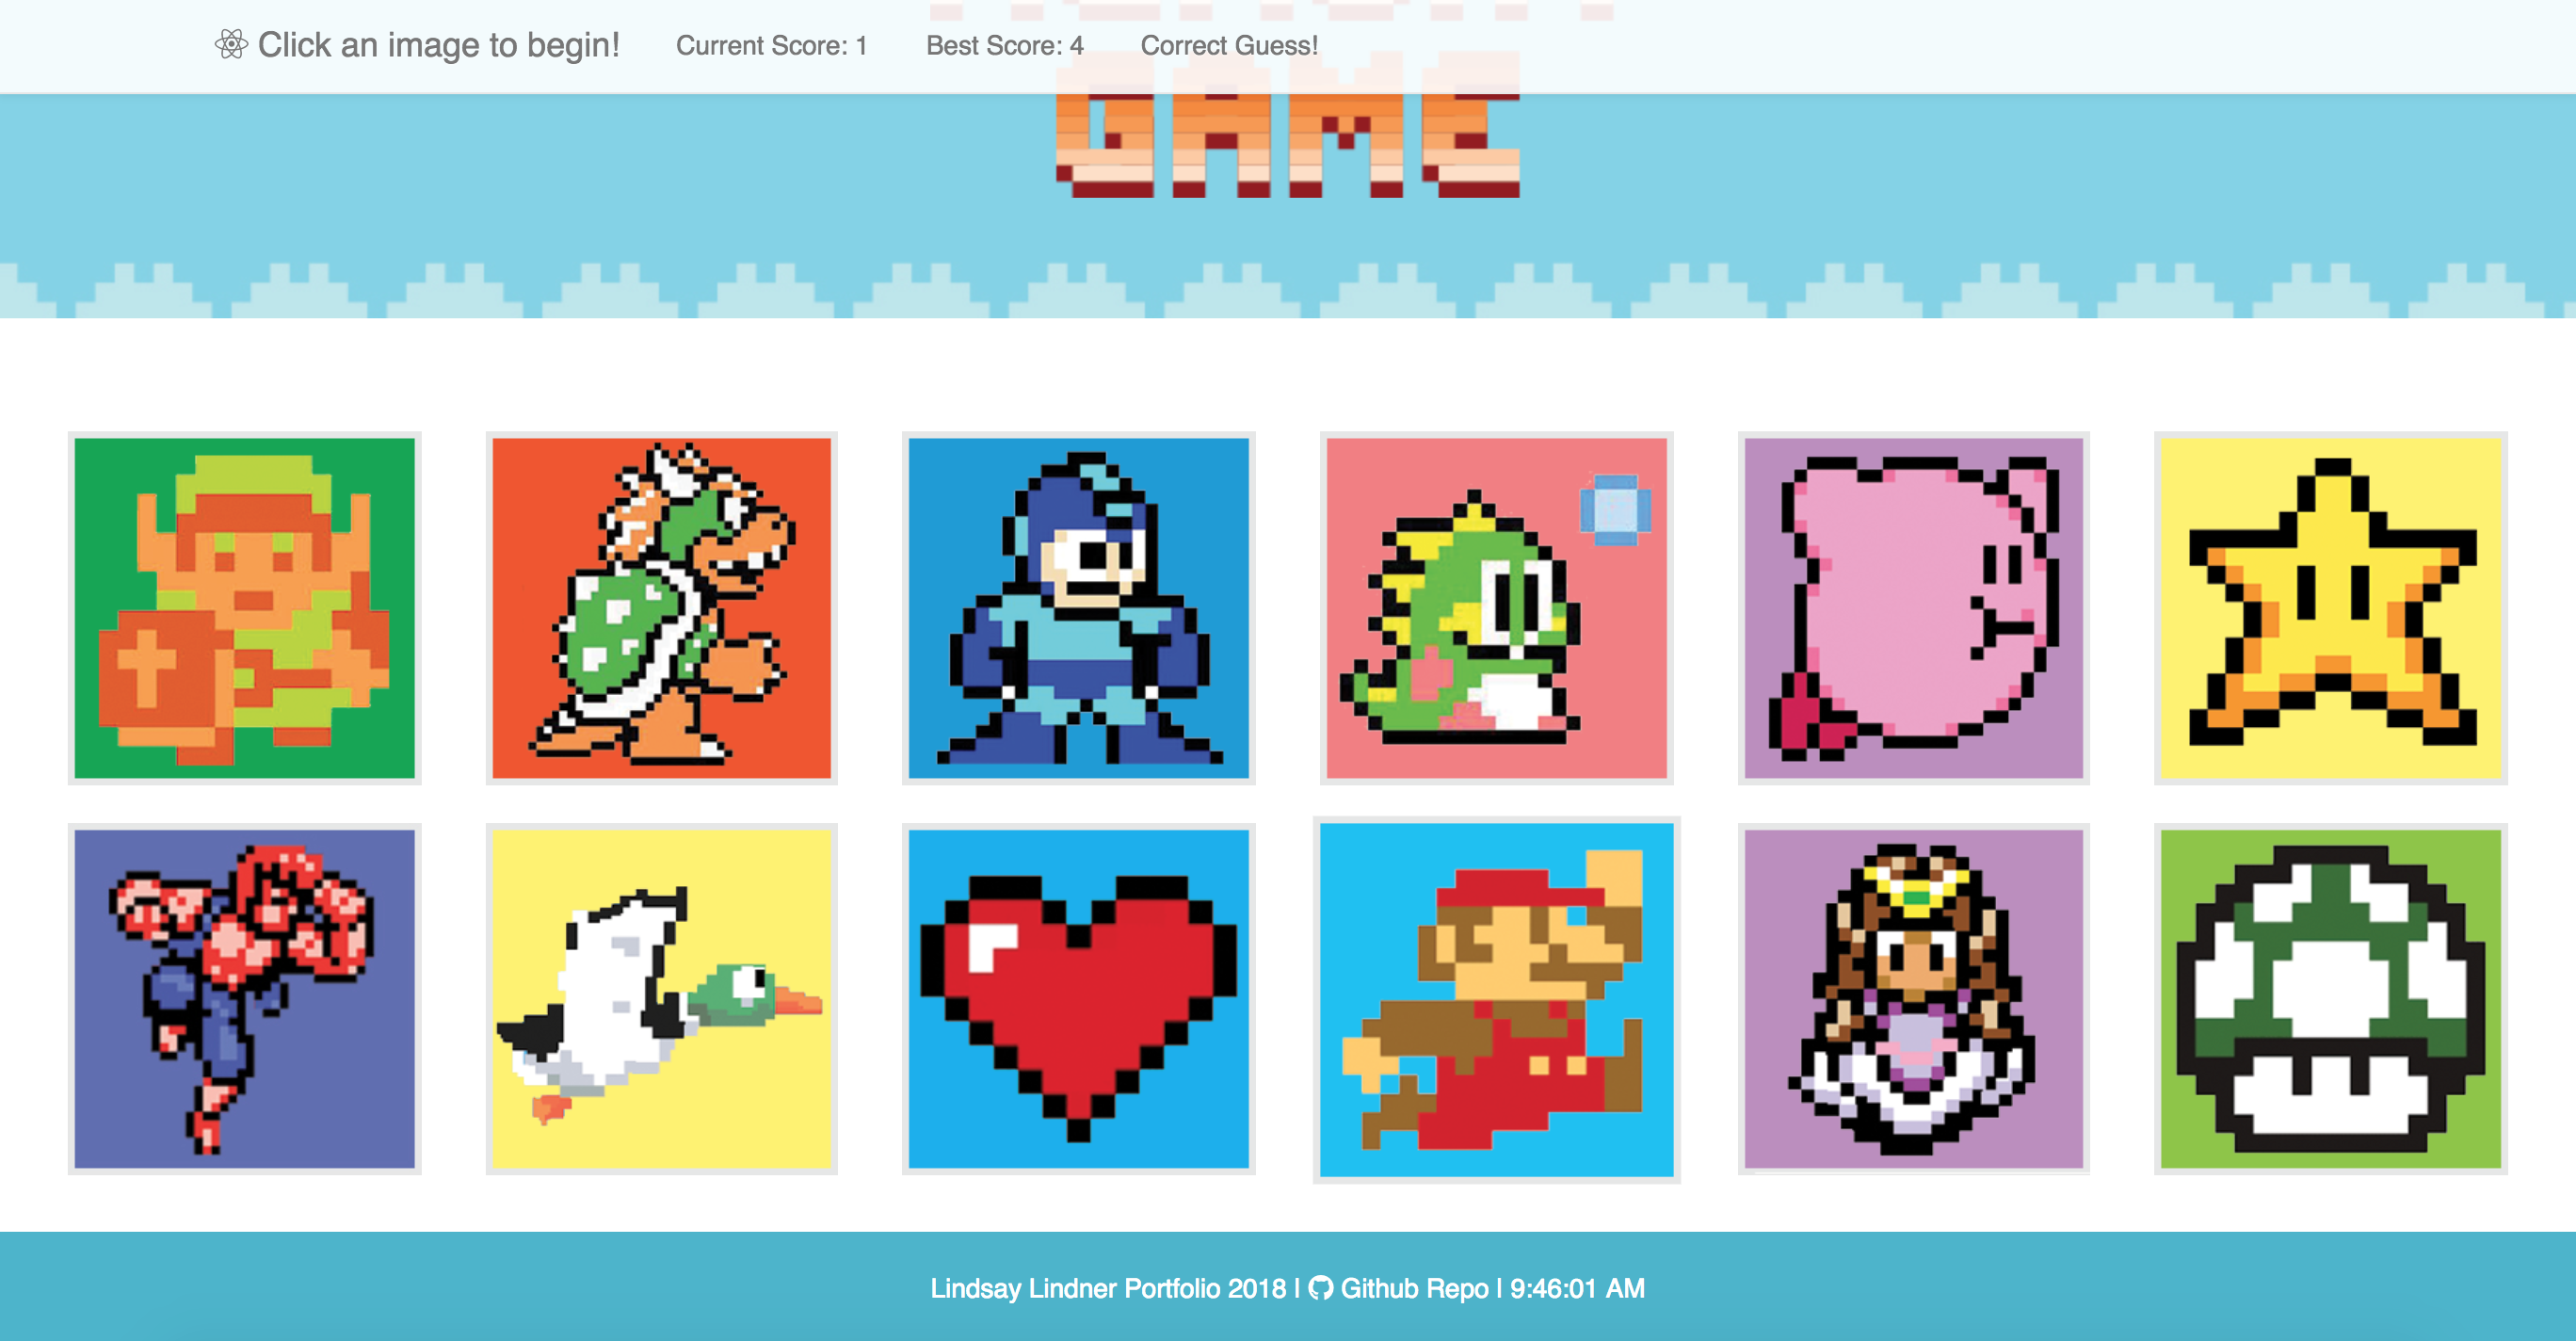 Click an image to begin! Current Score: 1 Best Score: 4 Correct Guess!
GAME
Lindsay Lindner Portfolio 2018 | Github Repo | 9:46:01 AM